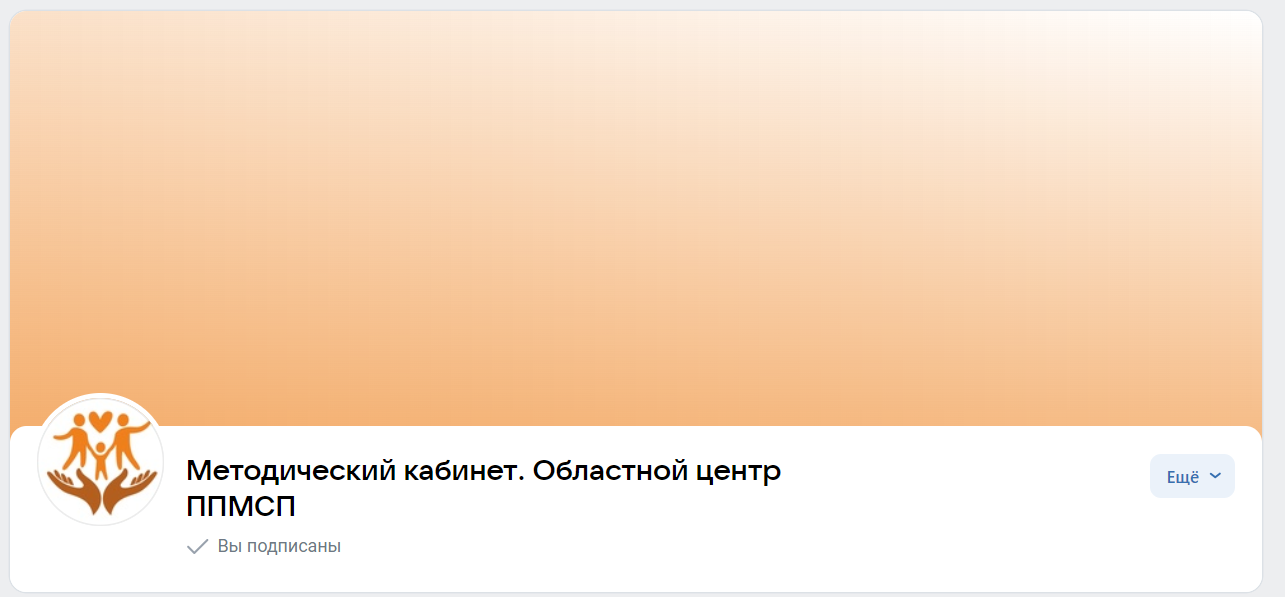 Методический кабинет. Областной центр
ППМСП
Вы подписаны
Ещё